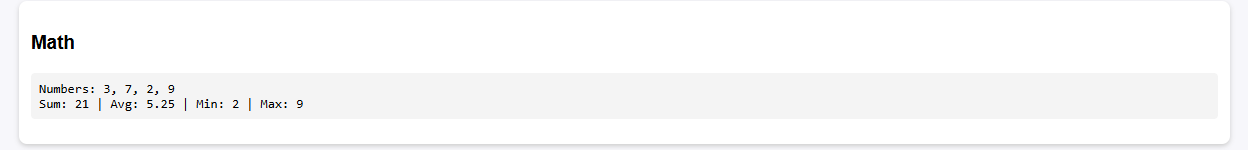 Math
Numbers: 3, 7, 2, 9
Sum: 21 | Avg: 5.25 | Min: 2 | Max: 9